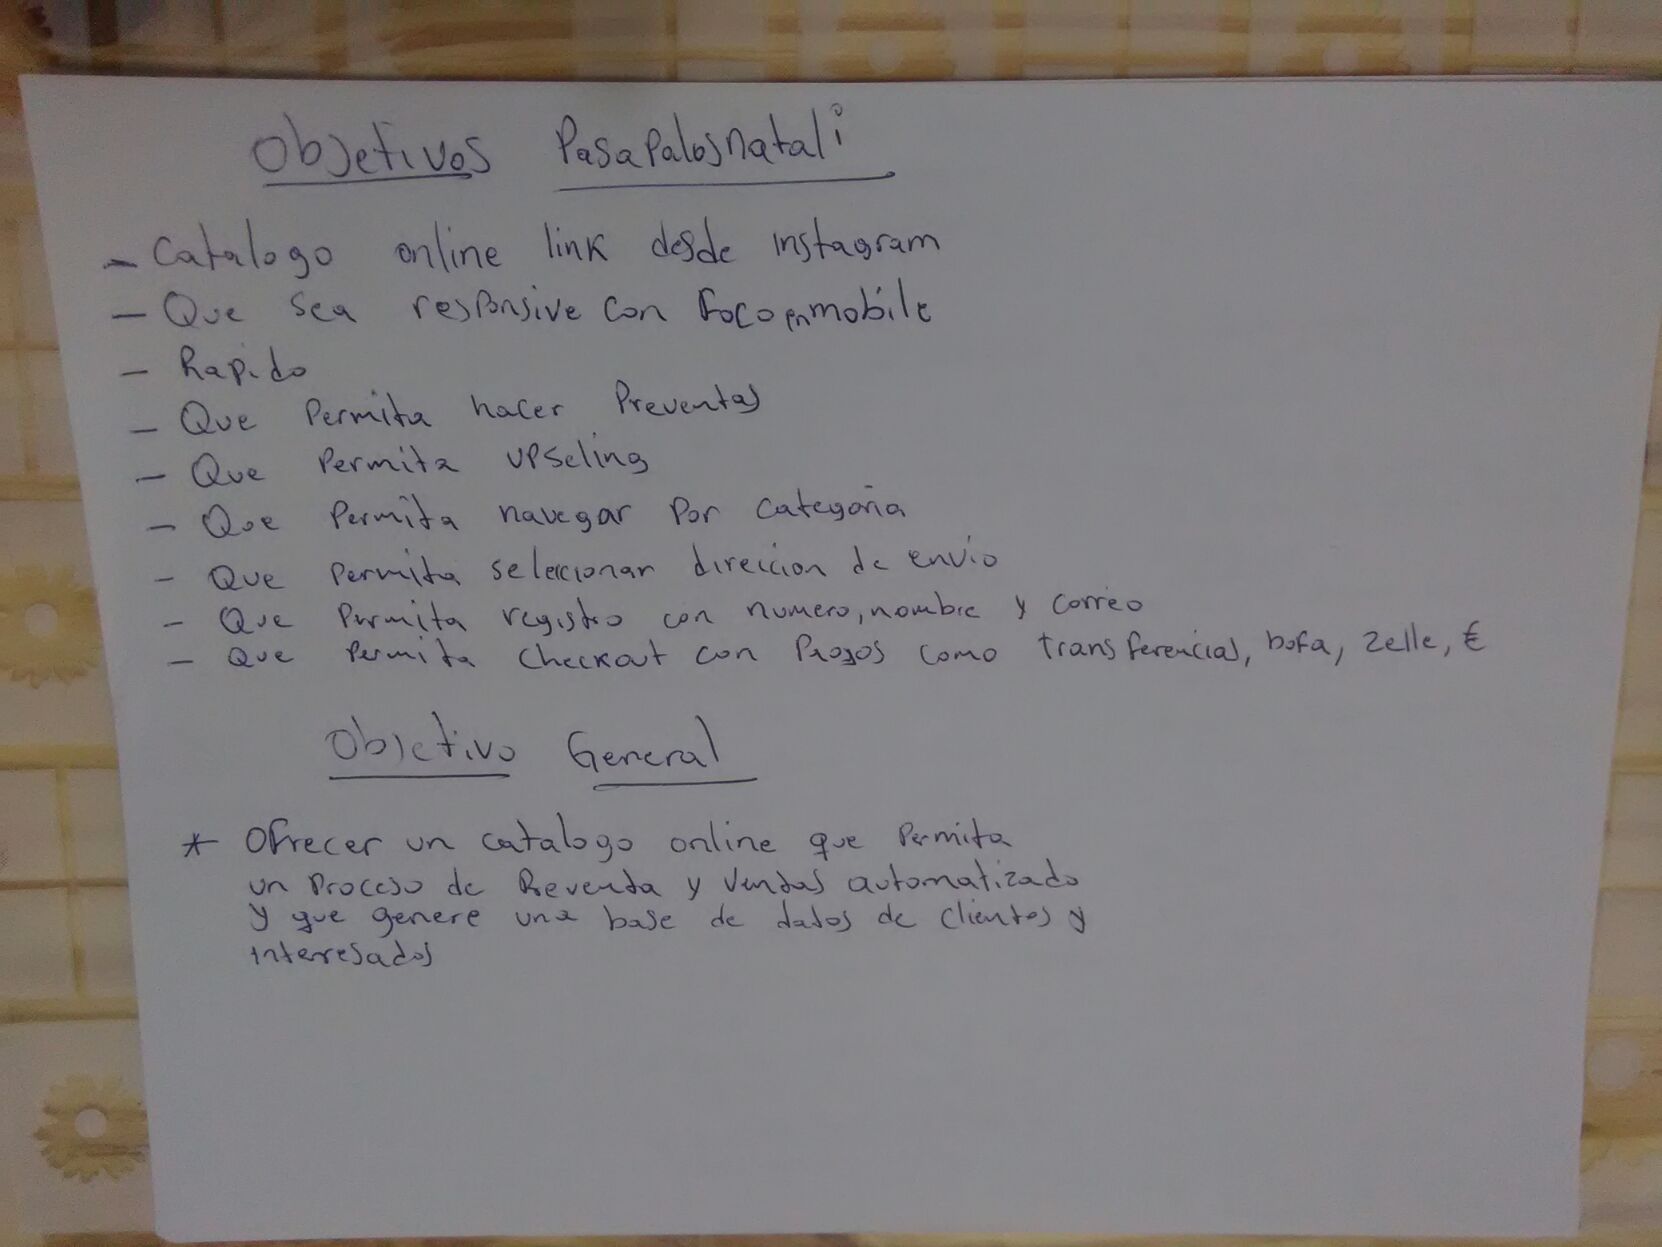 Objetivos Pasapalosnatali
- Catalogo online link desde instagram
- Que sea responsive con Foco en mobile
- Rapido
- Que Permita hacer Preventas
- Que Permita upseling
- Que Permita navegar por categoria
- Que permita seleccionar direccion de envio
- Que Permita registro con numero, nombre y correo
- Que Permita checkout con Pagos como transferencias, bofa, zelle, €
Objetivo General
* Ofrecer un catalogo online que Permita
un Proceso de Preventa y Ventas automatizado
y que genere una base de datos de clientes y
interesados